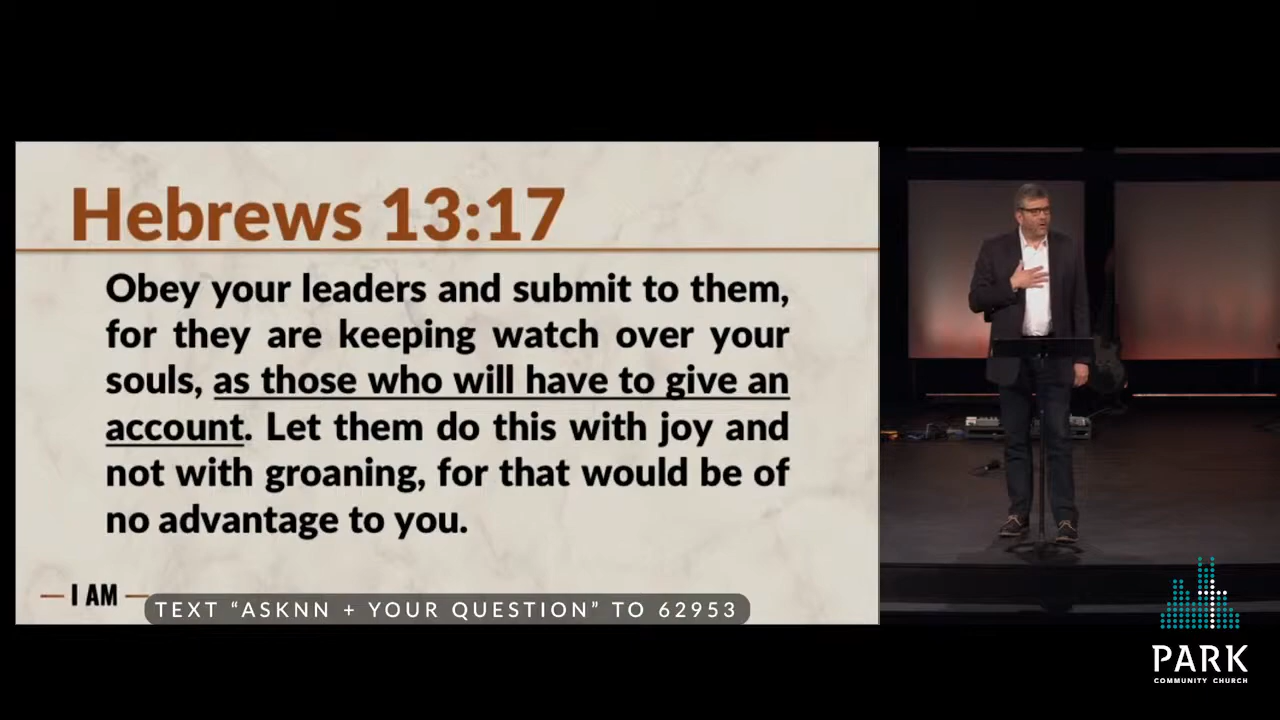 Hebrews 13:17
Obey your leaders and submit to them,
for they are keeping watch over your
souls, as those who will have to give an
account. Let them do this with joy and
not with groaning, for that would be of
no advantage to you.
I AM
TEXT “ASKNN + YOUR QUESTION” TO 62953
PARK
COMMUNITY CHURCH